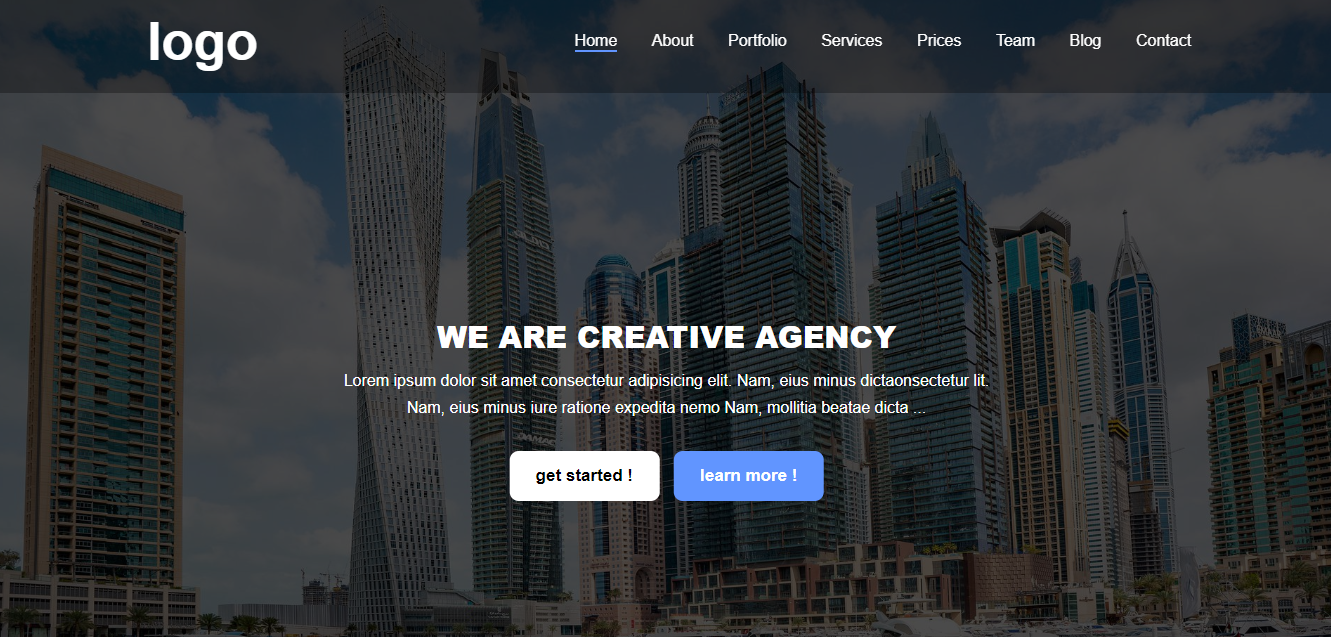 logo
Home About Portfolio Services Prices Team Blog Contact
WE ARE CREATIVE AGENCY
Lorem ipsum dolor sit amet consectetur adipisicing elit. Nam, eius minus dictaonsectetur lit.
Nam, eius minus iure ratione expedita nemo Nam, mollitia beatae dicta ...
get started ! learn more !
DAMAC